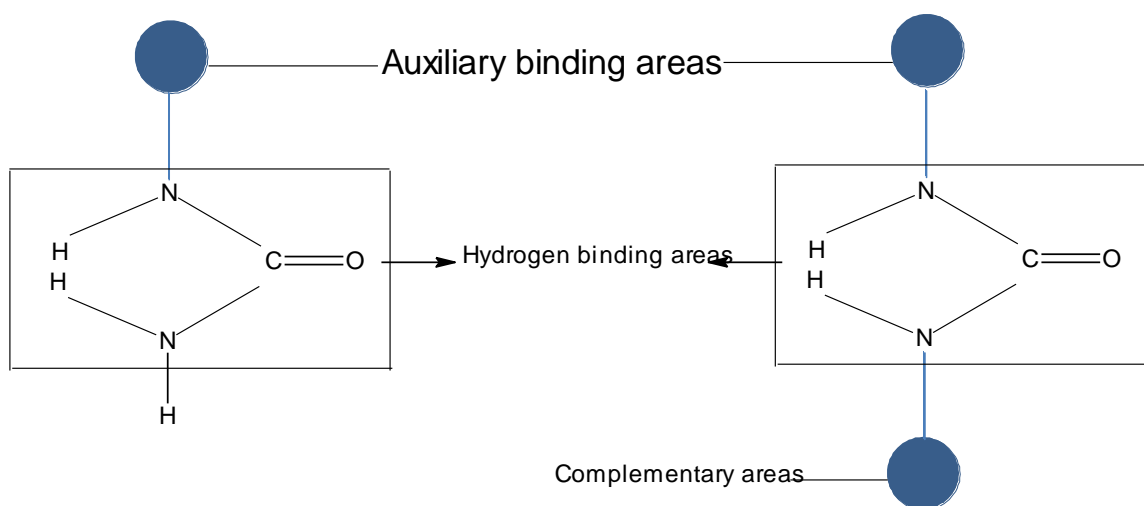 Auxiliary binding areas
N N
H C O Hydrogen binding areas H C O
H H
N N
H
Complementary areas